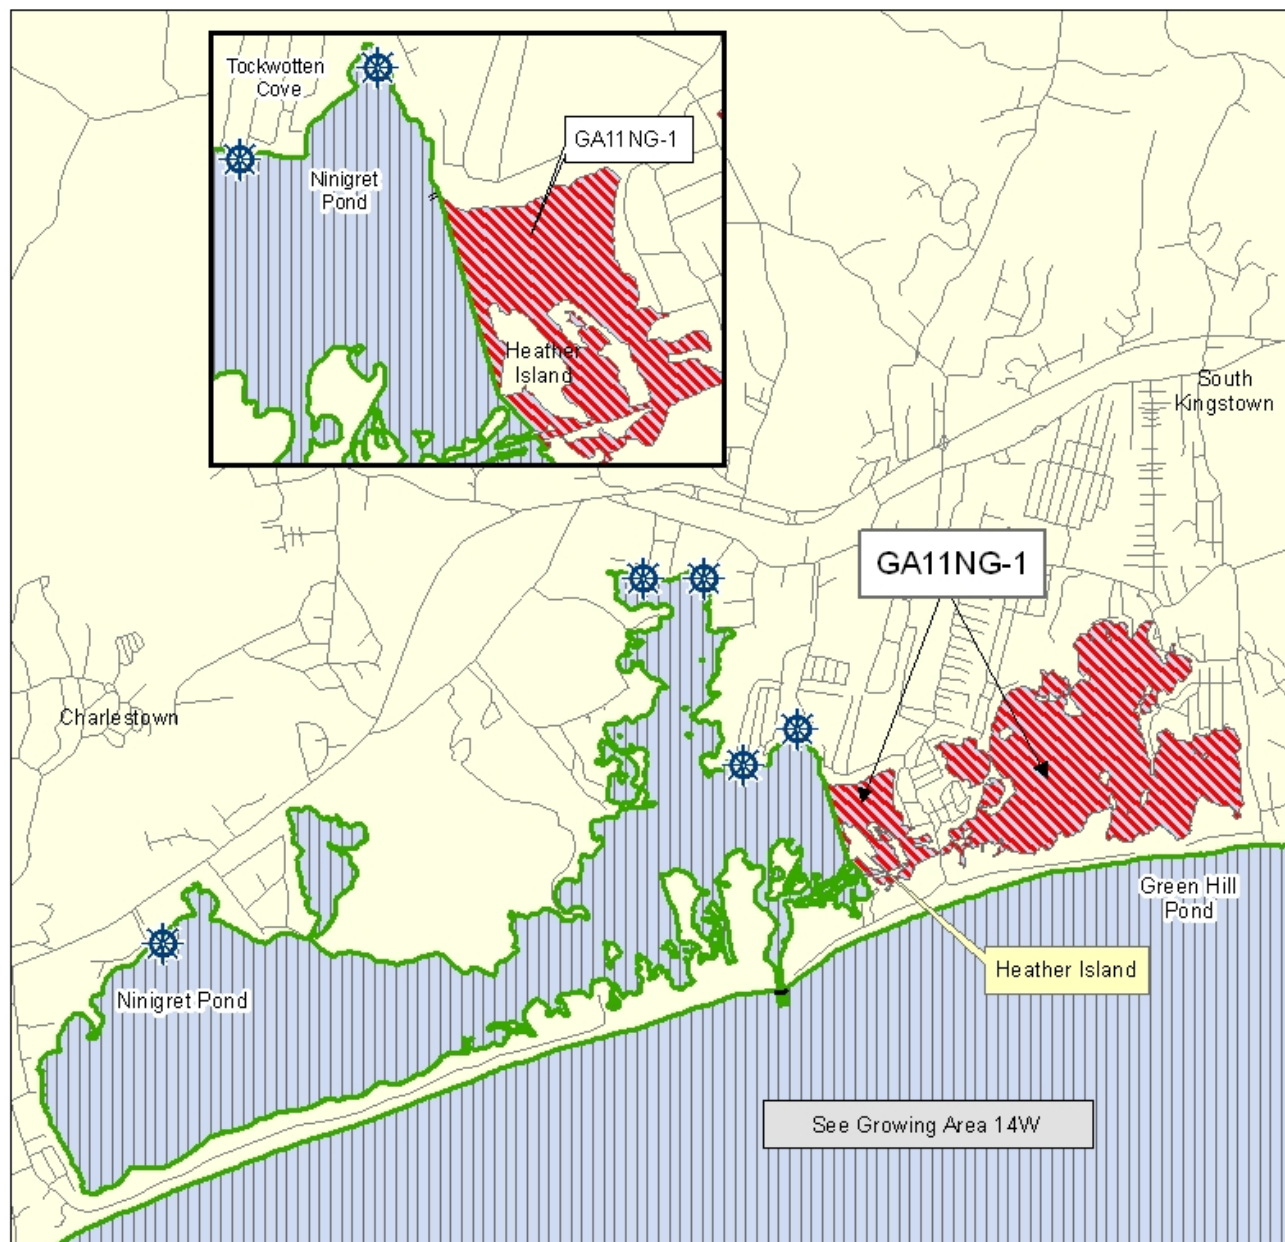 Tockwotten
Cove
GA11NG-1
Ninigret
Pond
Heather
Island
South
Kingstown
GA11NG-1
Charlestown
Green Hill
Pond
Heather Island
Ninigret Pond
See Growing Area 14W